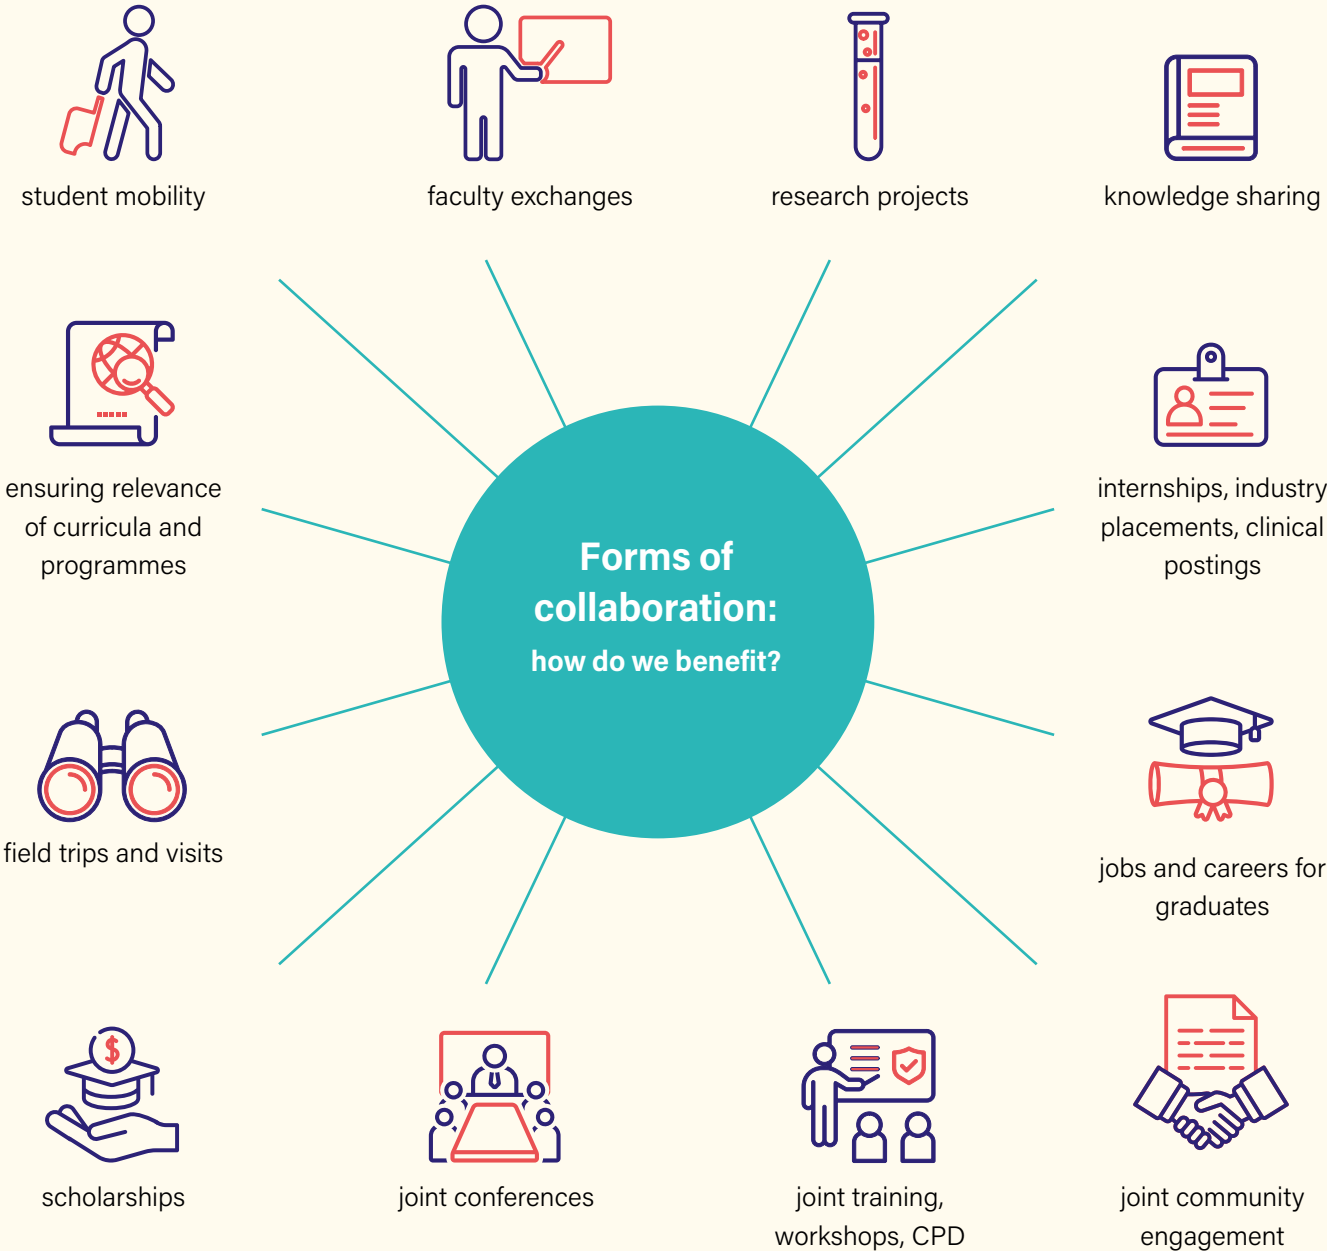 student mobility
faculty exchanges
research projects
knowledge sharing
ensuring relevance
of curricula and
programmes
internships, industry
placements, clinical
postings
Forms of
collaboration:
how do we benefit?
field trips and visits
jobs and careers for
graduates
$
scholarships
joint conferences
joint training,
workshops, CPD
joint community
engagement